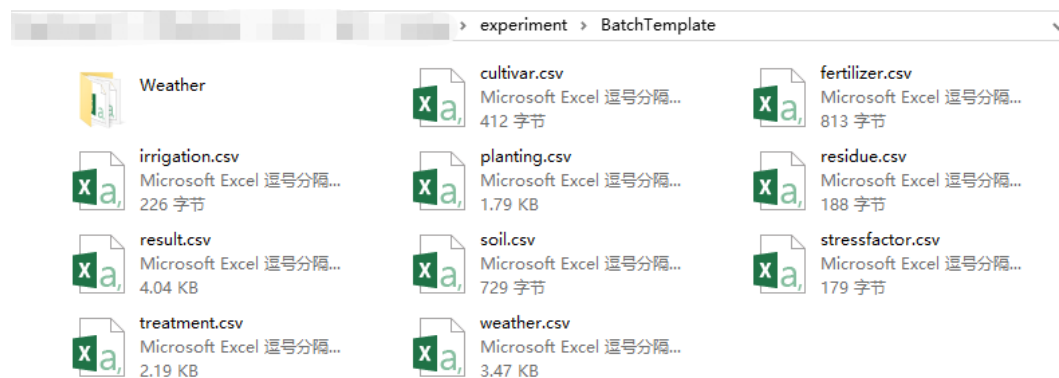 > experiment > BatchTemplate
Weather
cultivar.csv
Microsoft Excel 逗号分隔...
412 字节
fertilizer.csv
Microsoft Excel 逗号分隔...
813 字节
irrigation.csv
Microsoft Excel 逗号分隔...
226 字节
planting.csv
Microsoft Excel 逗号分隔...
1.79 KB
residue.csv
Microsoft Excel 逗号分隔...
188 字节
result.csv
Microsoft Excel 逗号分隔...
4.04 KB
soil.csv
Microsoft Excel 逗号分隔...
729 字节
stressfactor.csv
Microsoft Excel 逗号分隔...
179 字节
treatment.csv
Microsoft Excel 逗号分隔...
2.19 KB
weather.csv
Microsoft Excel 逗号分隔...
3.47 KB